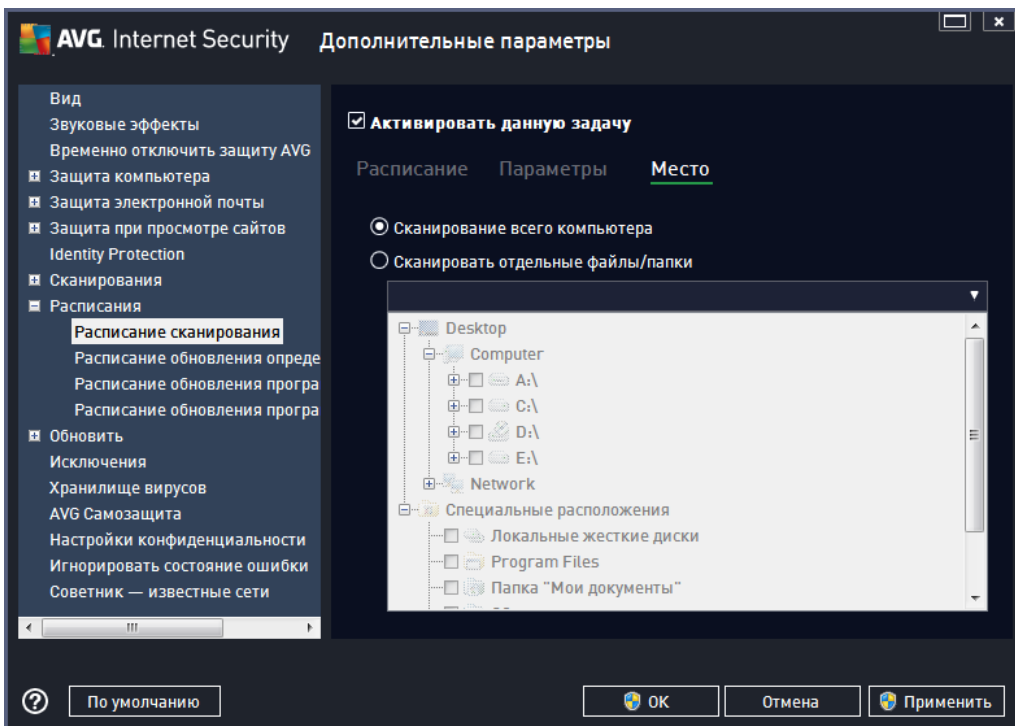 AVG. Internet Security Дополнительные параметры
Вид
Звуковые эффекты
Временно отключить защиту AVG
Защита компьютера
Защита электронной почты
Защита при просмотре сайтов
Identity Protection
Сканирования
Расписания
Расписание сканирования
Расписание обновления опреде
Расписание обновления програ
Расписание обновления програ
Обновить
Исключения
Хранилище вирусов
AVG Самозащита
Настройки конфиденциальности
Игнорировать состояние ошибки
Советник — известные сети
Активировать данную задачу
Расписание Параметры Место
Сканирование всего компьютера
Сканировать отдельные файлы/папки
Desktop
Computer
A:\
C:\
D:\
E:\
Network
Специальные расположения
Локальные жесткие диски
Program Files
Папка "Мои документы"
? По умолчанию OK Отмена Применить